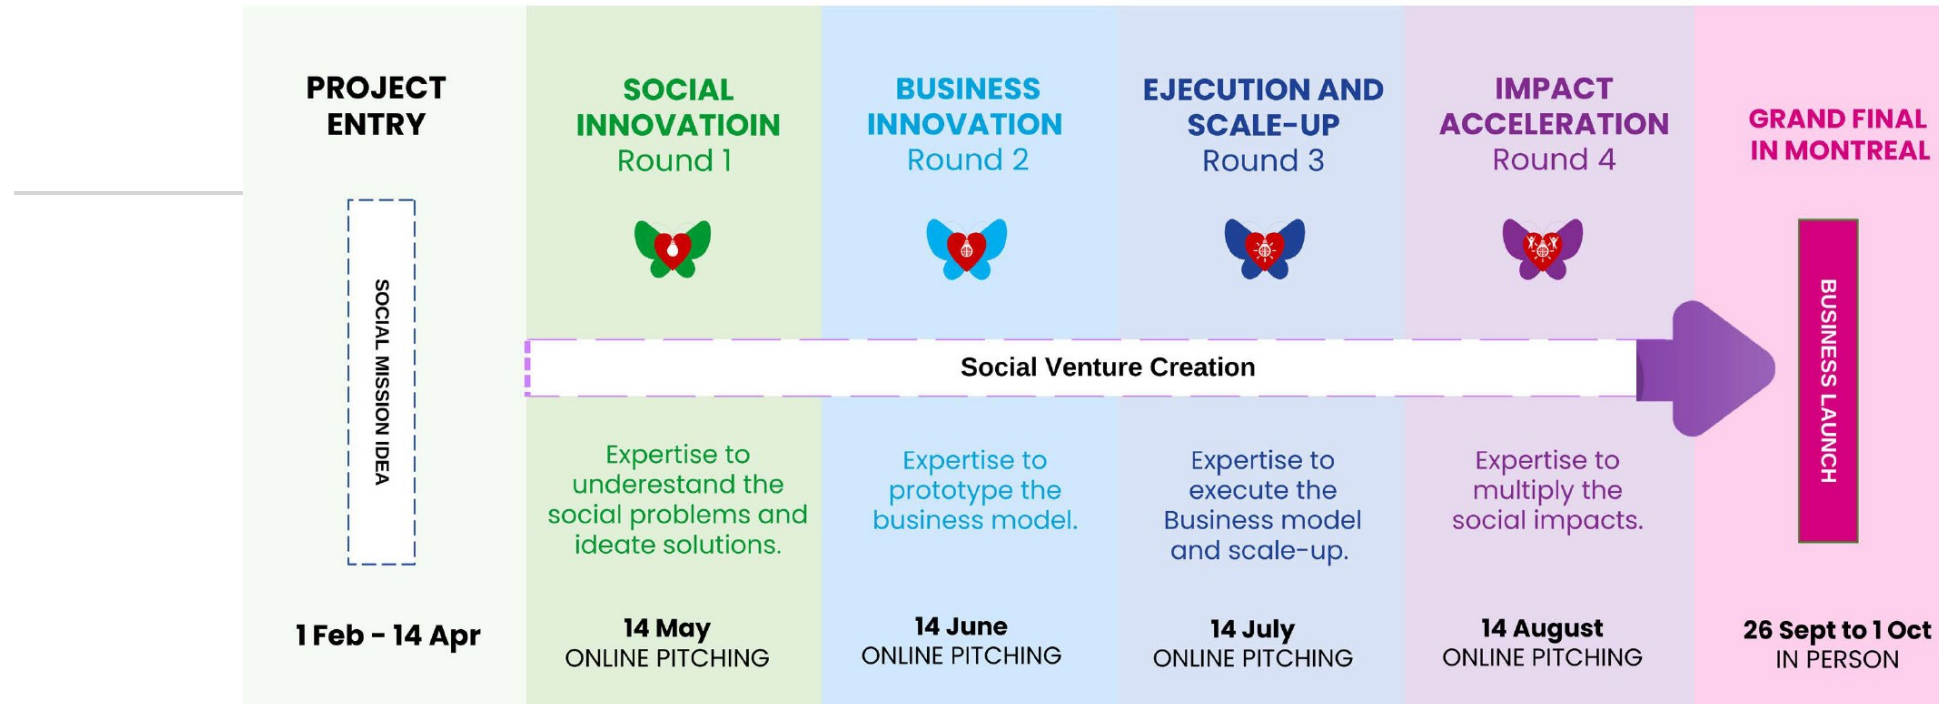 PROJECT
ENTRY
SOCIAL MISSION IDEA
1 Feb - 14 Apr
SOCIAL
INNOVATIOIN
Round 1
Expertise to
underestand the
social problems and
ideate solutions.
14 May
ONLINE PITCHING
BUSINESS
INNOVATION
Round 2
Expertise to
prototype the
business model.
14 June
ONLINE PITCHING
EJECUTION AND
SCALE-UP
Round 3
Expertise to
execute the
Business model
and scale-up.
14 July
ONLINE PITCHING
IMPACT
ACCELERATION
Round 4
Expertise to
multiply the
social impacts.
14 August
ONLINE PITCHING
Social Venture Creation
GRAND FINAL
IN MONTREAL
BUSINESS LAUNCH
26 Sept to 1 Oct
IN PERSON